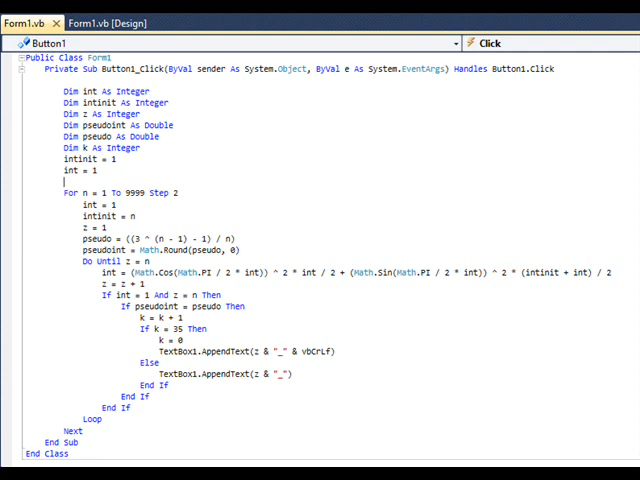 Form1.vb Form1.vb [Design]
Button1 Click
Public Class Form1
Private Sub Button1_Click(ByVal sender As System.Object, ByVal e As System.EventArgs) Handles Button1.Click
Dim int As Integer
Dim intinit As Integer
Dim z As Integer
Dim pseudoint As Double
Dim pseudo As Double
Dim k As Integer
intinit = 1
int = 1
For n = 1 To 9999 Step 2
int = 1
intinit = n
z = 1
pseudo = ((3 ^ (n - 1) - 1) / n)
pseudoint = Math.Round(pseudo, 0)
Do Until z = n
int = (Math.Cos(Math.PI / 2 * int)) ^ 2 * int / 2 + (Math.Sin(Math.PI / 2 * int)) ^ 2 * (intinit + int) / 2
z = z + 1
If int = 1 And z = n Then
If pseudoint = pseudo Then
k = k + 1
If k = 35 Then
k = 0
TextBox1.AppendText(z & "_" & vbCrLf)
Else
TextBox1.AppendText(z & "_")
End If
End If
End If
Loop
Next
End Sub
End Class